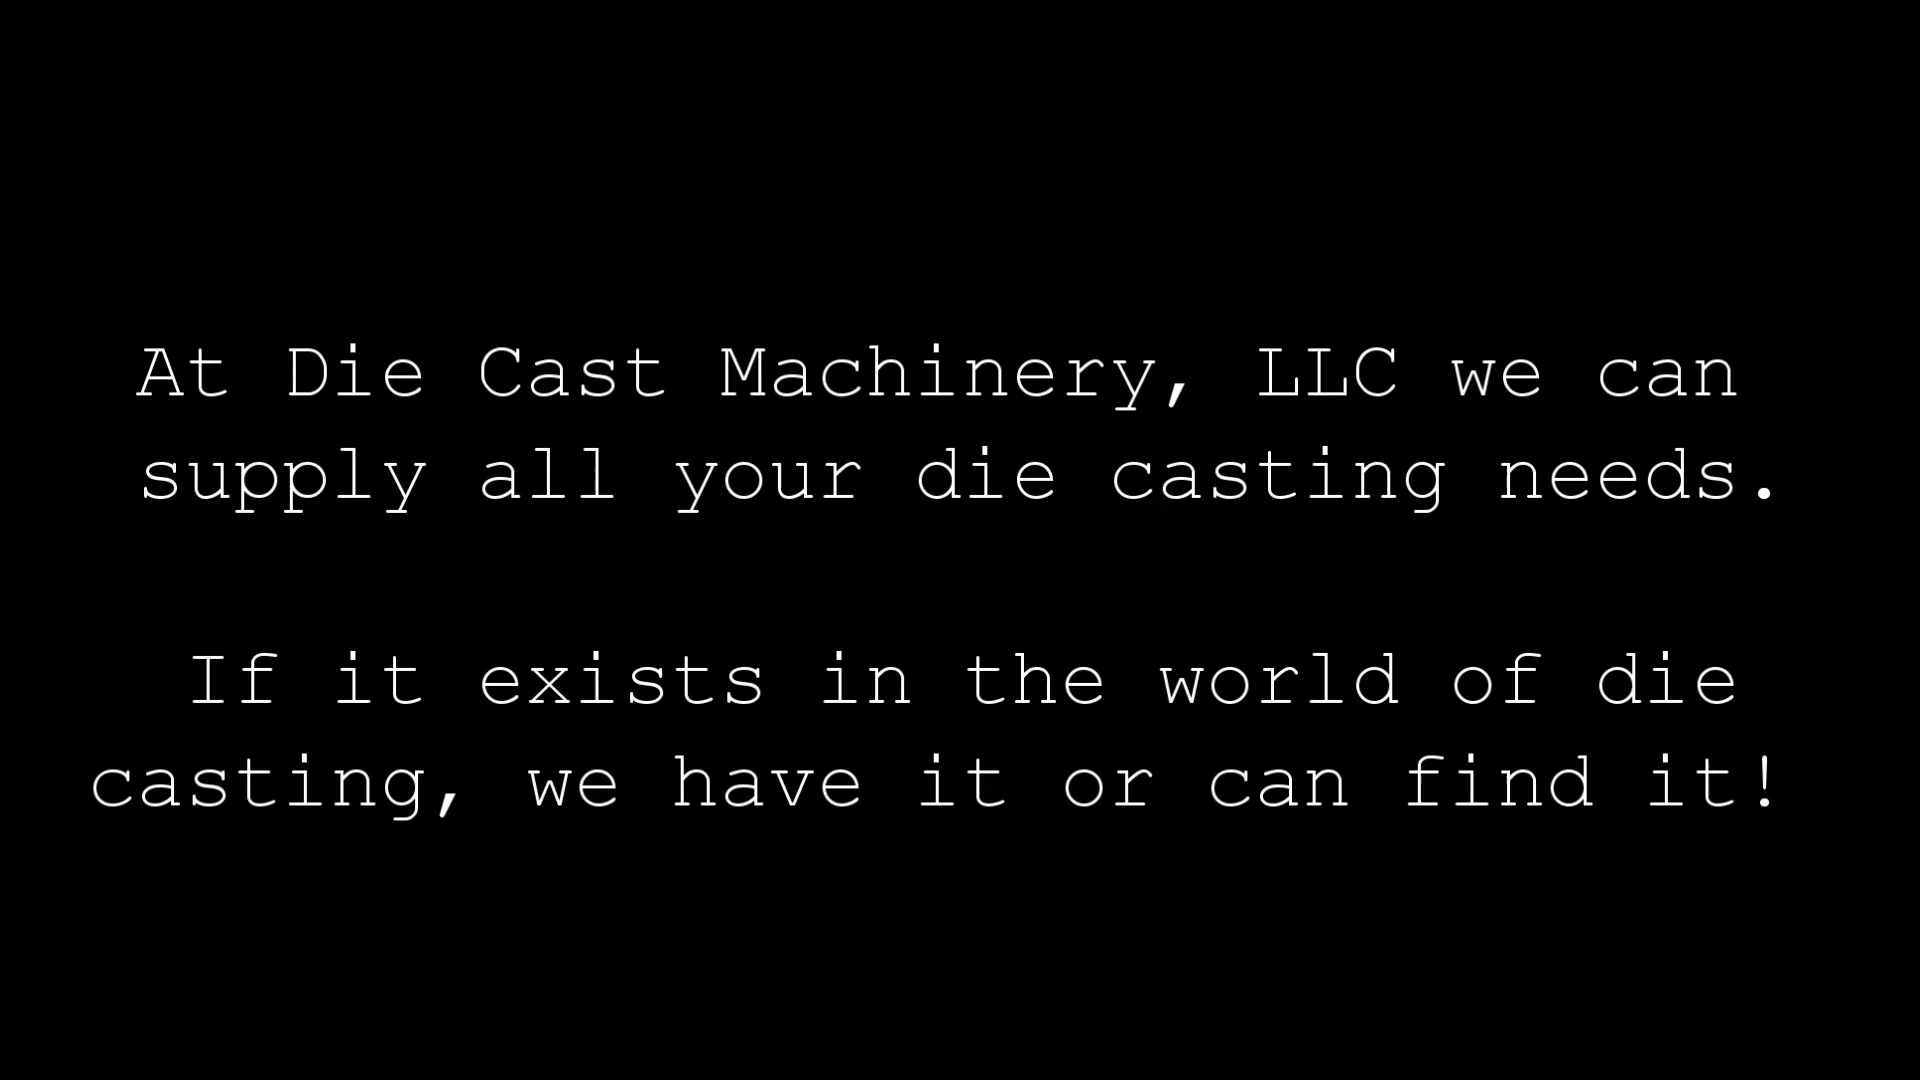 At Die Cast Machinery, LLC we can
supply all your die casting needs.
If it exists in the world of die
casting, we have it or can find it!